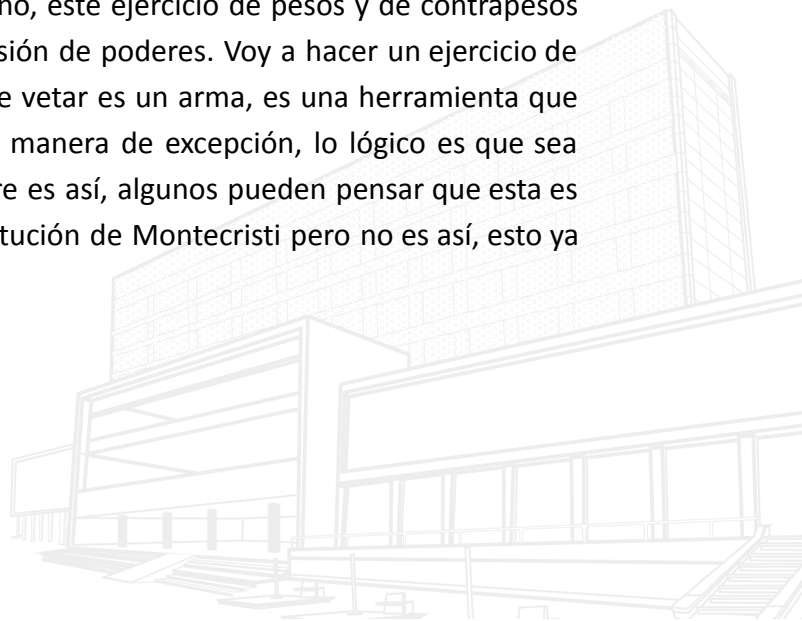 no, este ejercicio de pesos y de contrapesos
sión de poderes. Voy a hacer un ejercicio de
e vetar es un arma, es una herramienta que
manera de excepción, lo lógico es que sea
re es así, algunos pueden pensar que esta es
itución de Montecristi pero no es así, esto ya